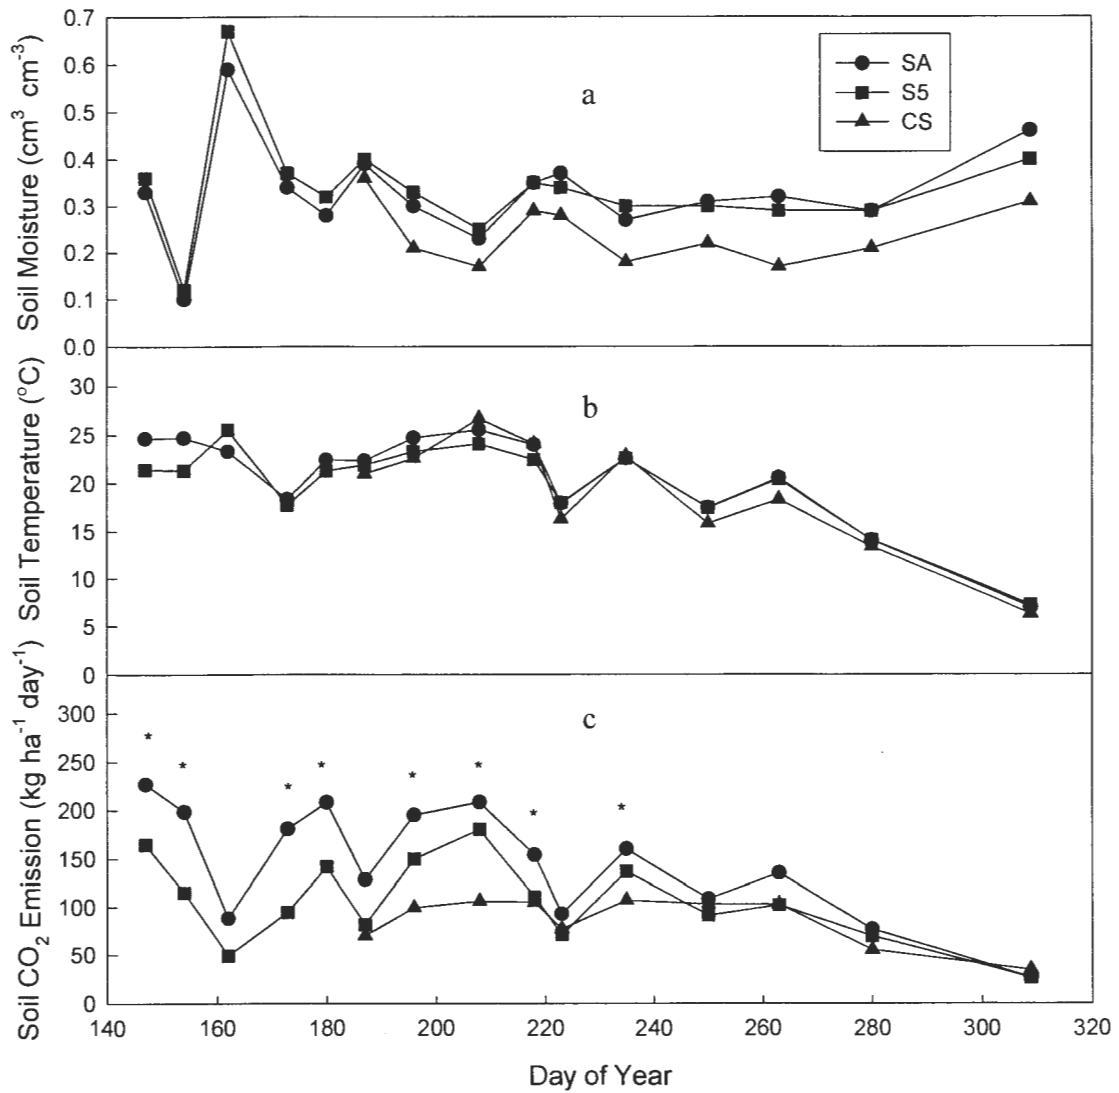 Soil Moisture (cm³ cm⁻³)
0.7
0.6
0.5
0.4
0.3
0.2
0.1
0.0
a
SA
S5
CS
Soil Temperature (°C)
30
25
20
15
10
5
0
b
Soil CO₂ Emission (kg ha⁻¹ day⁻¹)
300
250
200
150
100
50
0
c
* * * * * * * *
140 160 180 200 220 240 260 280 300 320
Day of Year